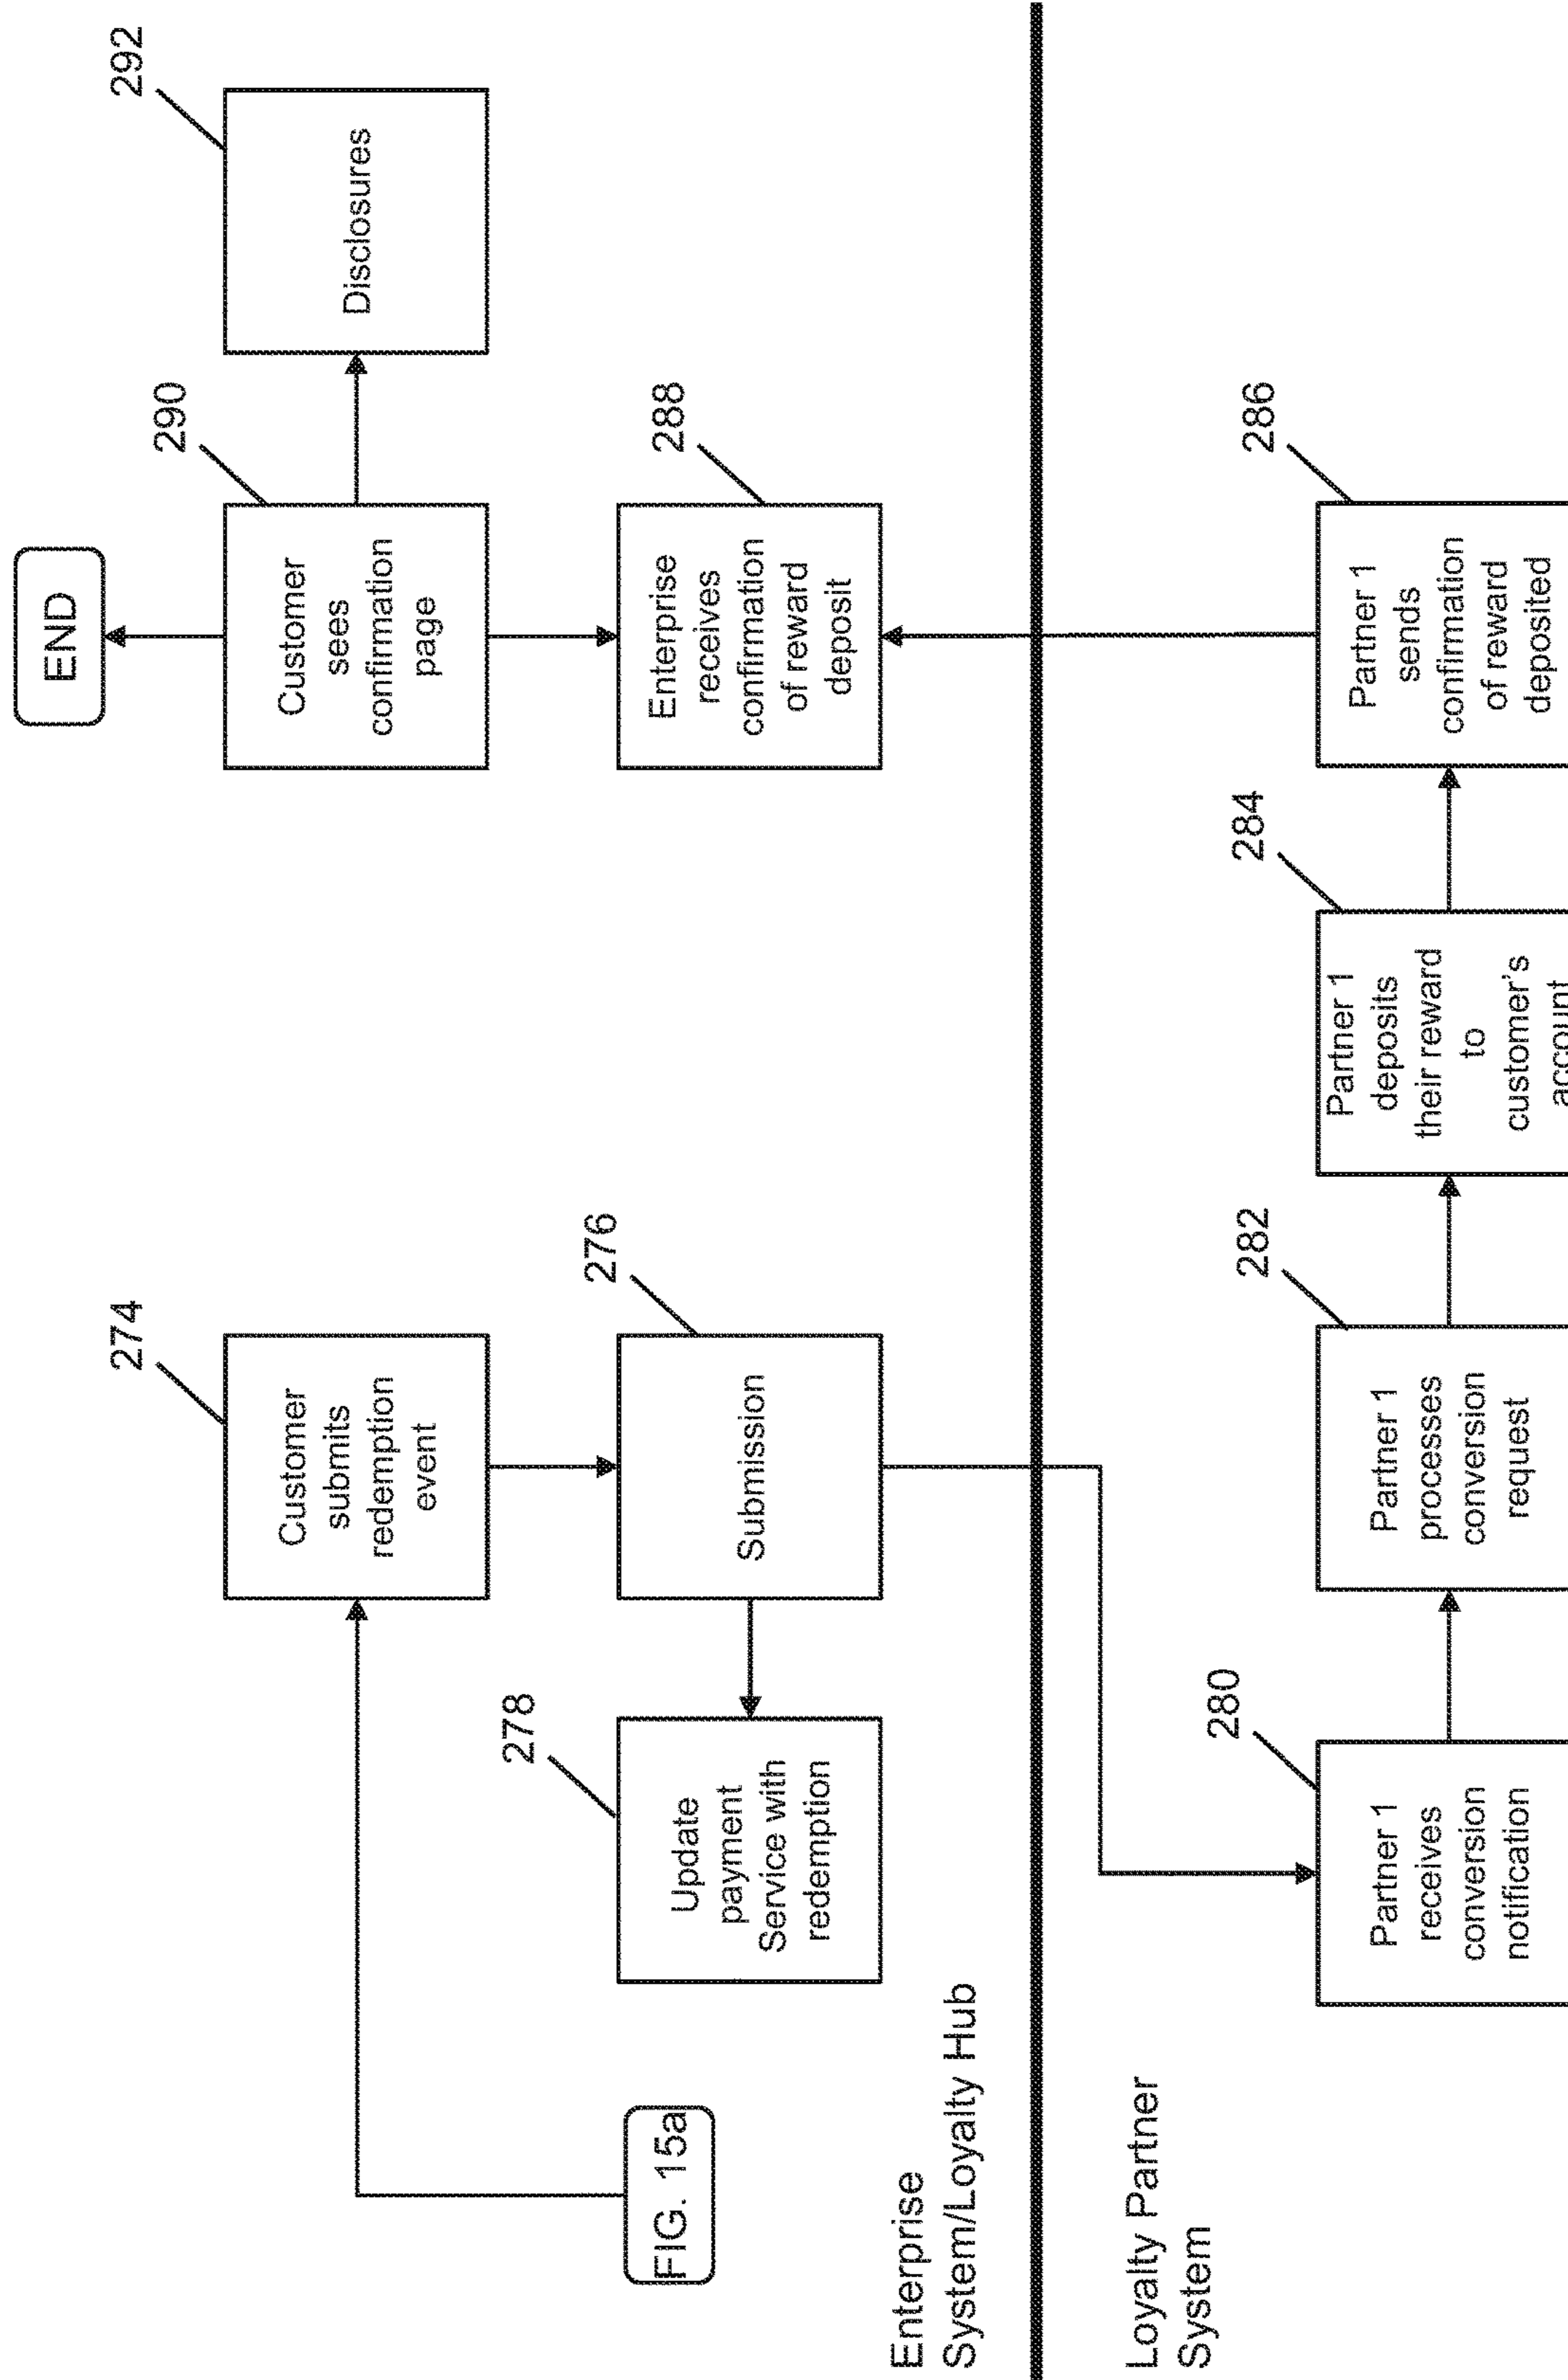 END
292
290
Customer
sees
confirmation
page
Disclosures
288
Enterprise
receives
confirmation
of reward
deposit
274
Customer
submits
redemption
event
276
Submission
278
Update
payment
Service with
redemption
FIG. 15a
Enterprise
System/Loyalty Hub
Loyalty Partner
System
280
Partner 1
receives
conversion
notification
282
Partner 1
processes
conversion
request
284
Partner 1
deposits
their reward
to
customer's
account
286
Partner 1
sends
confirmation
of reward
deposited